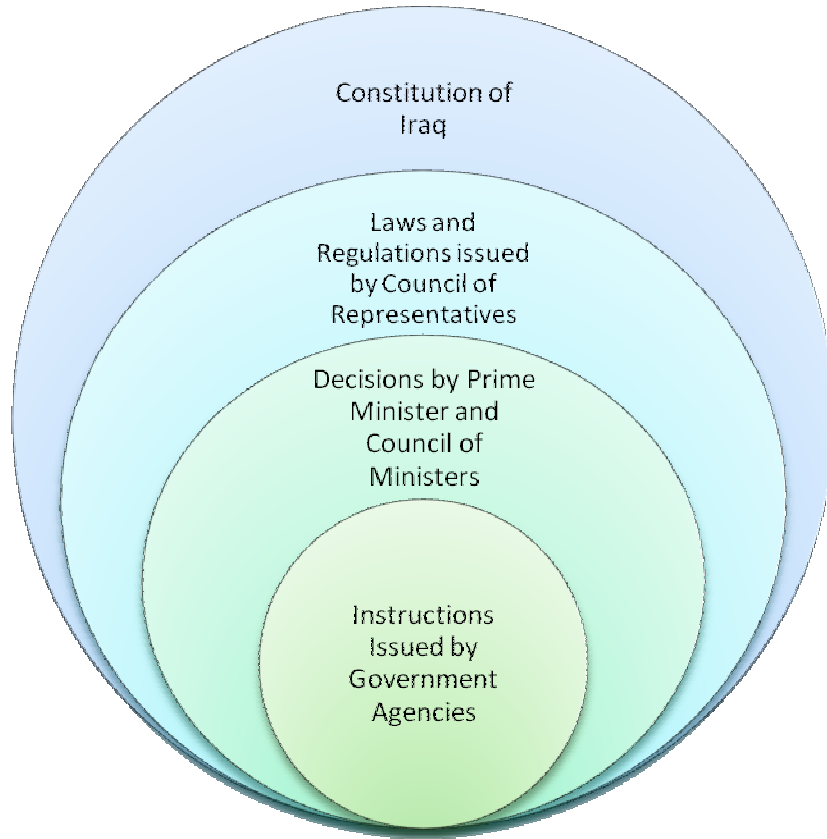 Constitution of
Iraq
Laws and
Regulations issued
by Council of
Representatives
Decisions by Prime
Minister and
Council of
Ministers
Instructions
Issued by
Government
Agencies